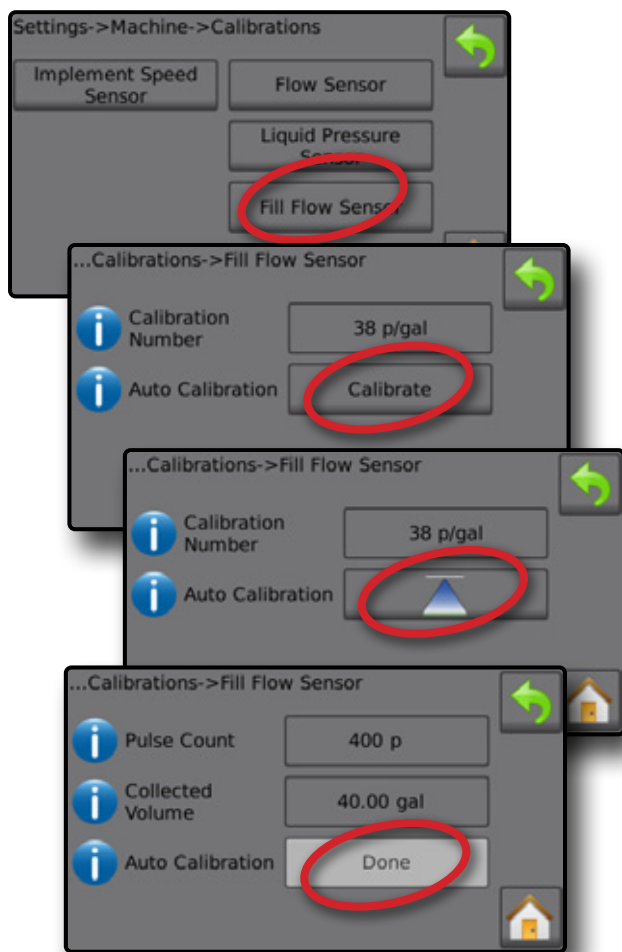 Settings->Machine->Calibrations
Implement Speed
Sensor
Flow Sensor
Liquid Pressure
Sensor
Fill Flow Sensor
...Calibrations->Fill Flow Sensor
Calibration
Number
38 p/gal
Auto Calibration
Calibrate
...Calibrations->Fill Flow Sensor
Calibration
Number
38 p/gal
Auto Calibration
...Calibrations->Fill Flow Sensor
Pulse Count
400 p
Collected
Volume
40.00 gal
Auto Calibration
Done